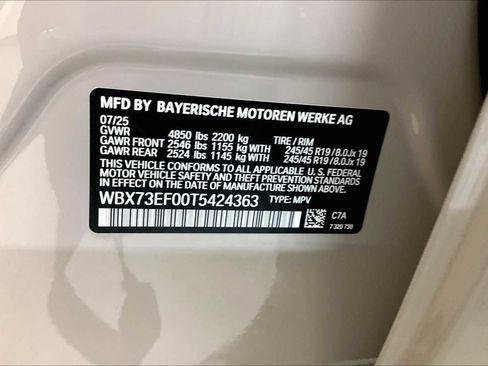 MFD BY BAYERISCHE MOTOREN WERKE AG
07/25
GVWR 4850 lbs 2200 kg TIRE / RIM
GAWR FRONT 2546 lbs 1155 kg WITH 245/45 R19 / 8.0Jx 19
GAWR REAR 2524 lbs 1145 kg WITH 245/45 R19 / 8.0Jx 19
THIS VEHICLE CONFORMS TO ALL APPLICABLE U.S. FEDERAL
MOTOR VEHICLE SAFETY AND THEFT PREVENTION STANDARDS
IN EFFECT ON THE DATE OF MANUFACTURE SHOWN ABOVE.
WBX73EF00T5424363 TYPE: MPV
C7A
7 320 730